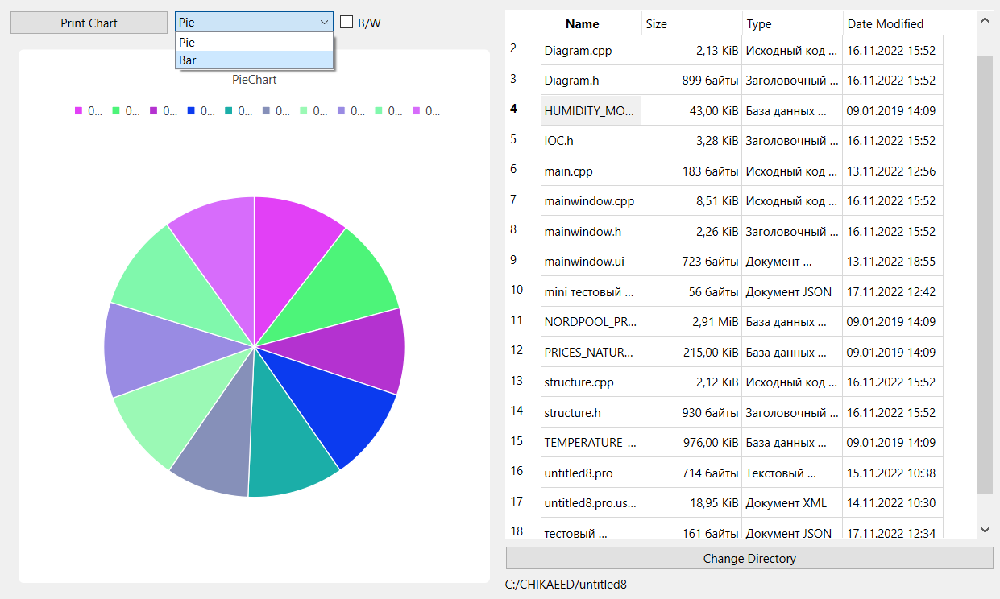 Print Chart
Pie
B/W
Pie
Bar
PieChart
0... 0... 0... 0... 0... 0... 0... 0... 0... 0...
Name Size Type Date Modified
2 Diagram.cpp 2,13 KiB Исходный код ... 16.11.2022 15:52
3 Diagram.h 899 байты Заголовочный ... 16.11.2022 15:52
4 HUMIDITY_MO... 43,00 KiB База данных ... 09.01.2019 14:09
5 IOC.h 3,28 KiB Заголовочный ... 16.11.2022 15:52
6 main.cpp 183 байты Исходный код ... 13.11.2022 12:56
7 mainwindow.cpp 8,51 KiB Исходный код ... 16.11.2022 15:52
8 mainwindow.h 2,26 KiB Заголовочный ... 16.11.2022 15:52
9 mainwindow.ui 723 байты Документ ... 13.11.2022 18:55
10 mini тестовый ... 56 байты Документ JSON 17.11.2022 12:42
11 NORDPOOL_PR... 2,91 MiB База данных ... 09.01.2019 14:09
12 PRICES_NATUR... 215,00 KiB База данных ... 09.01.2019 14:09
13 structure.cpp 2,12 KiB Исходный код ... 16.11.2022 15:52
14 structure.h 930 байты Заголовочный ... 16.11.2022 15:52
15 TEMPERATURE_... 976,00 KiB База данных ... 09.01.2019 14:09
16 untitled8.pro 714 байты Текстовый ... 15.11.2022 10:38
17 untitled8.pro.us... 18,95 KiB Документ XML 14.11.2022 10:30
18 тестовый ... 161 байты Документ JSON 17.11.2022 12:34
Change Directory
C:/CHIKAEED/untitled8